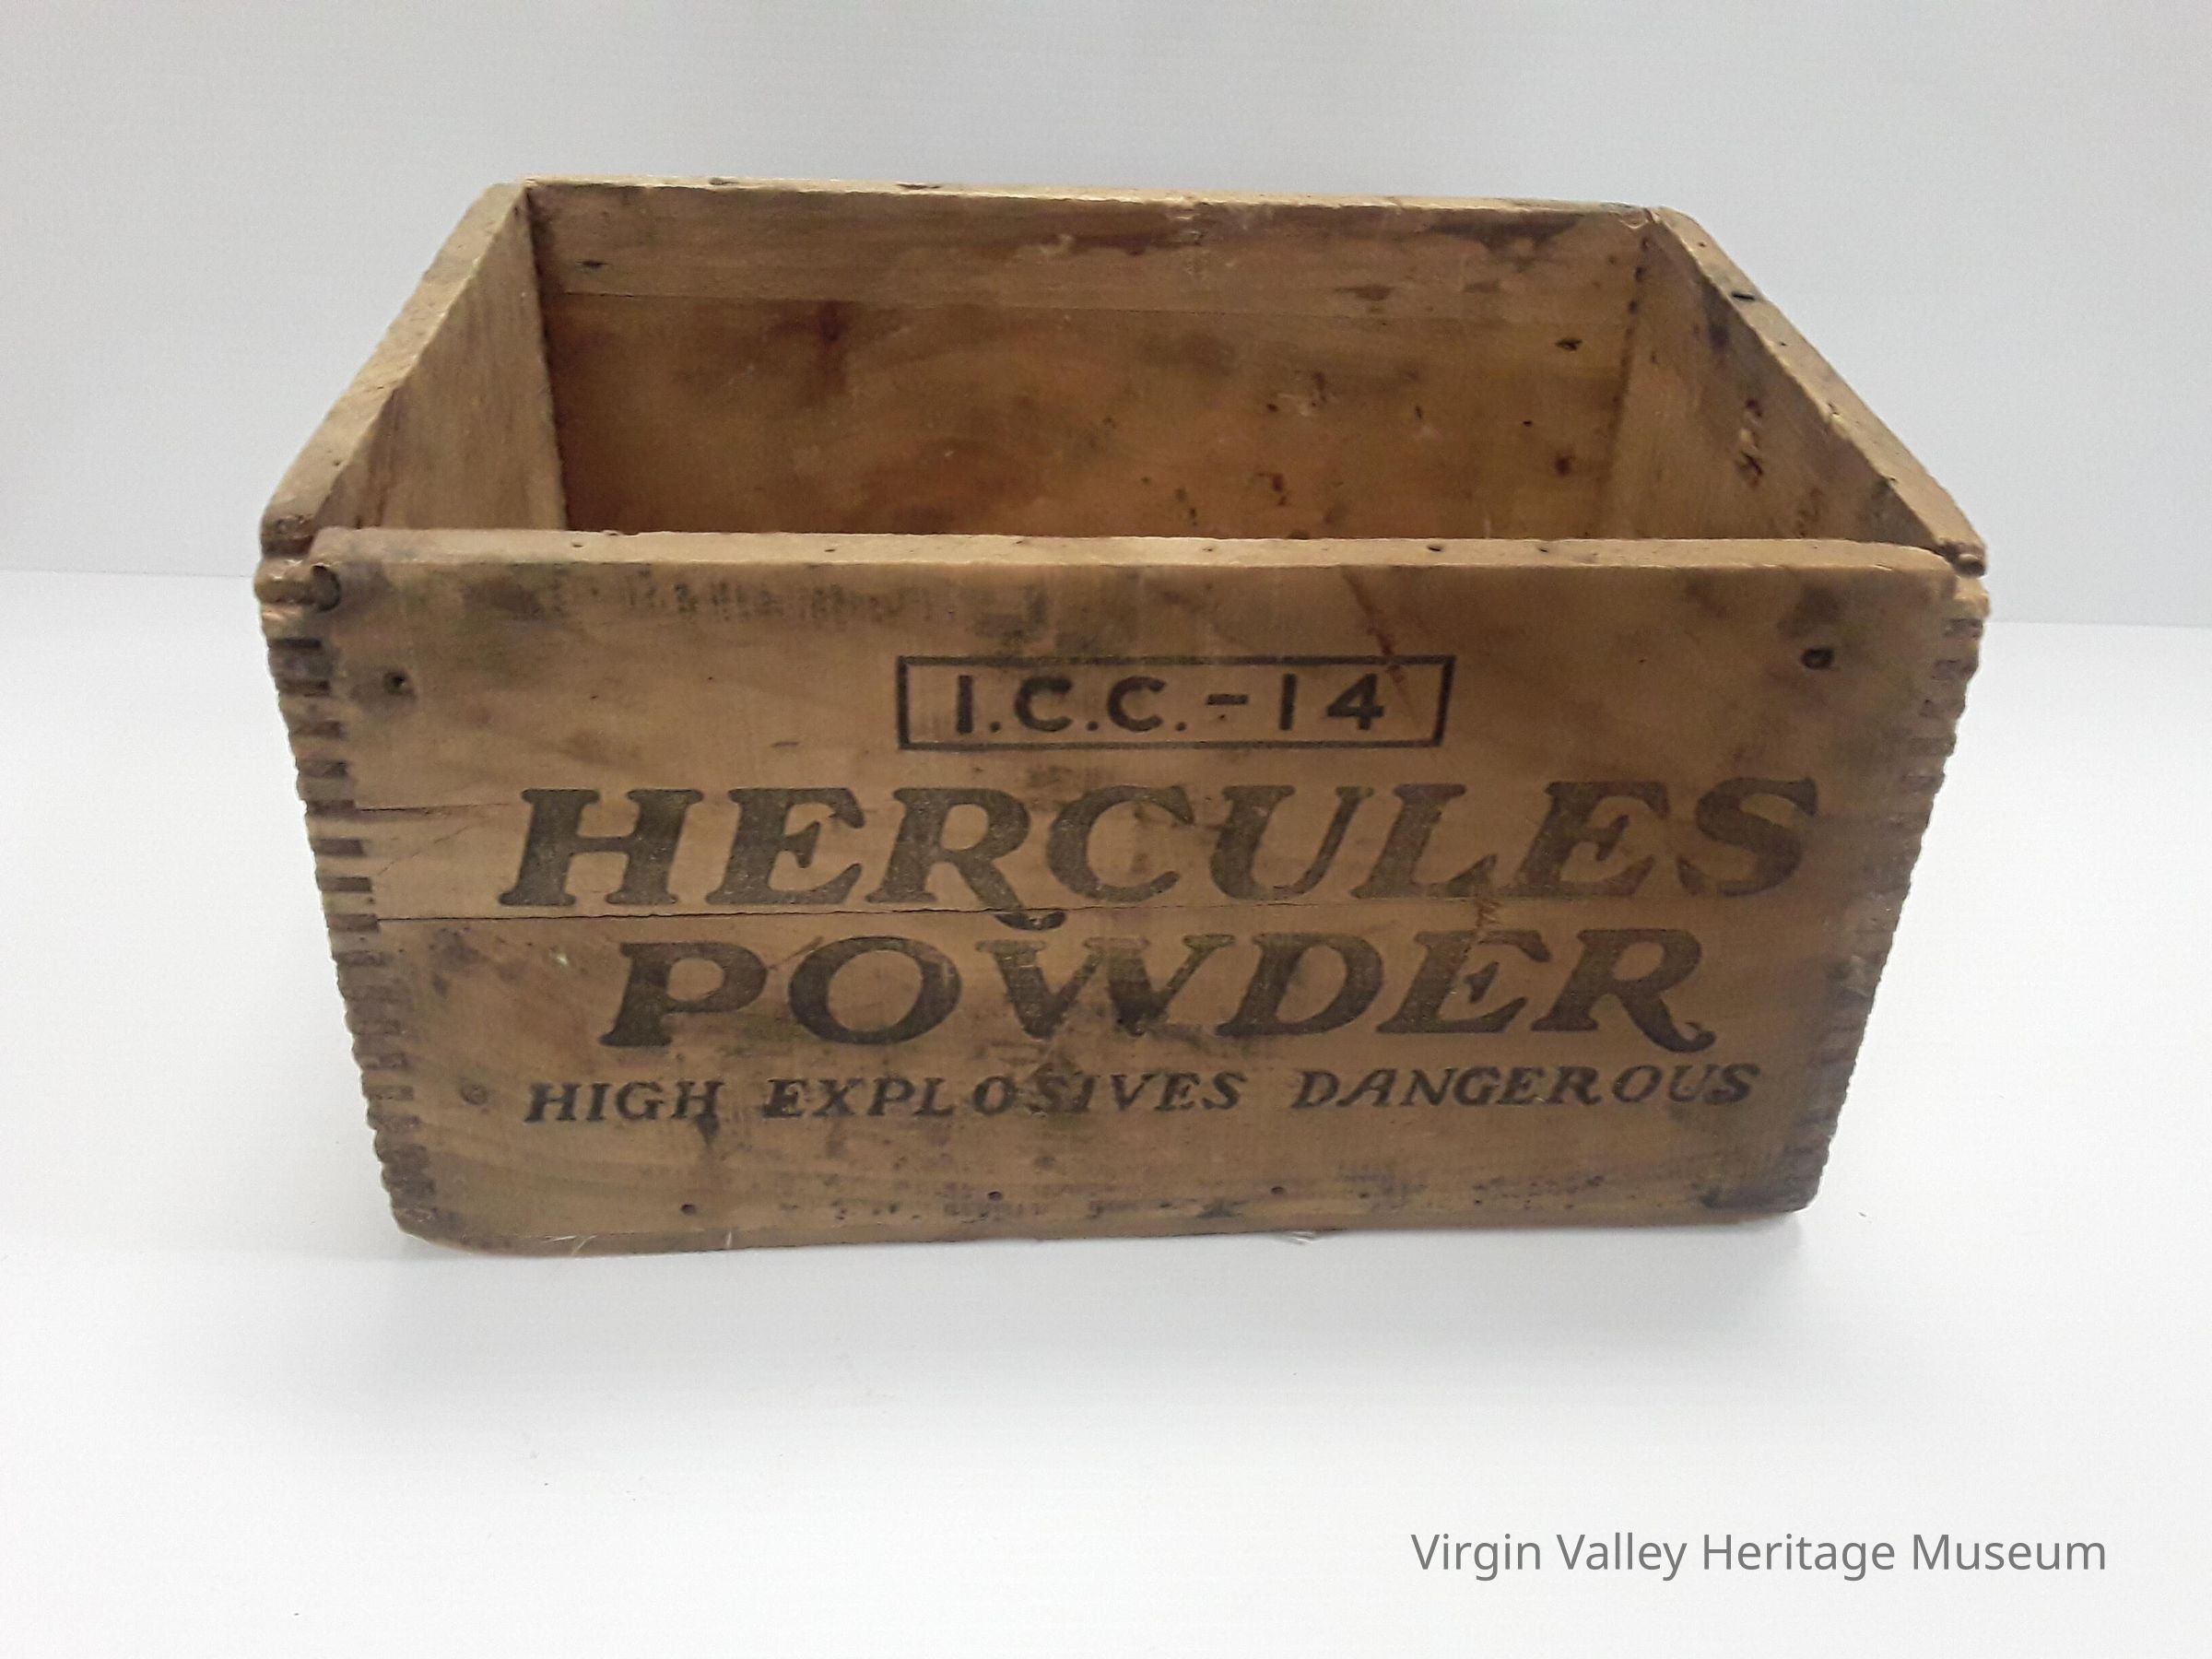 I.C.C.-14
HERCULES
POWDER
HIGH EXPLOSIVES DANGEROUS
Virgin Valley Heritage Museum